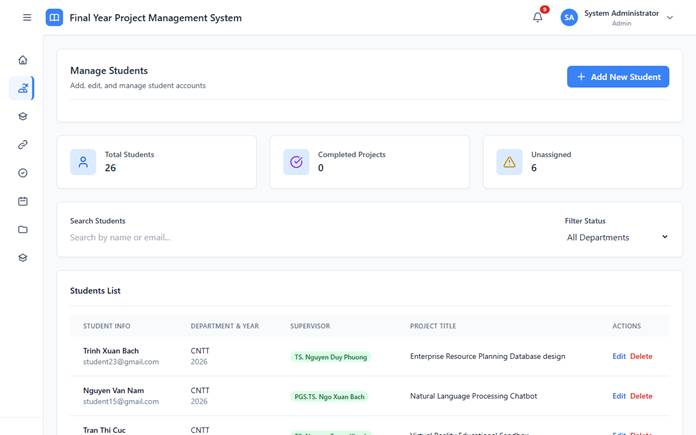 Final Year Project Management System
System Administrator
Admin
SA
Manage Students
Add, edit, and manage student accounts
Add New Student
Total Students
26
Completed Projects
0
Unassigned
6
Search Students
Search by name or email...
Filter Status
All Departments
Students List
STUDENT INFO DEPARTMENT & YEAR SUPERVISOR PROJECT TITLE ACTIONS
Trinh Xuan Bach
student23@gmail.com
CNTT
2026
TS. Nguyen Duy Phuong
Enterprise Resource Planning Database design
Edit Delete
Nguyen Van Nam
student15@gmail.com
CNTT
2026
PGS.TS. Ngo Xuan Bach
Natural Language Processing Chatbot
Edit Delete
Tran Thi Cuc
CNTT